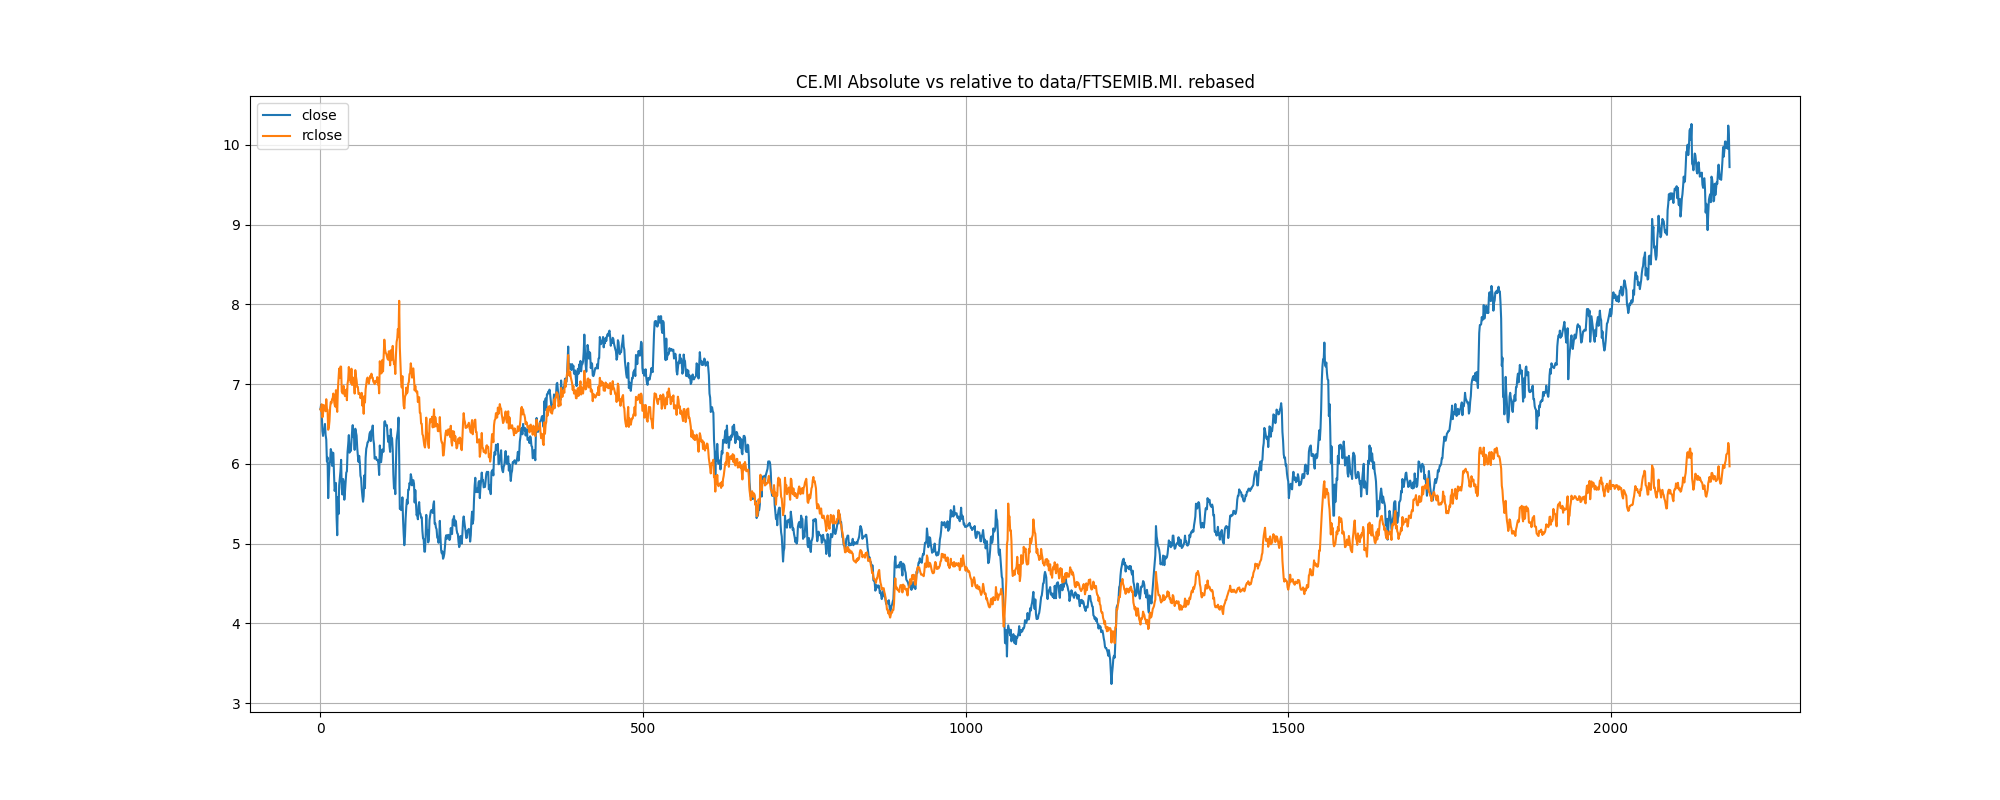 CE.MI Absolute vs relative to data/FTSEMIB.MI. rebased
close
rclose
10
9
8
7
6
5
4
3
0 500 1000 1500 2000